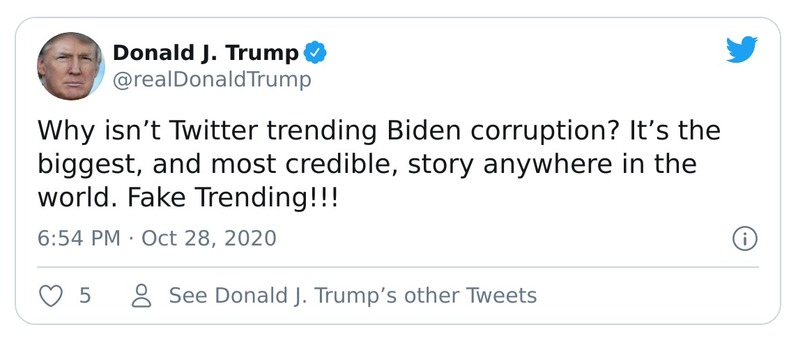 Donald J. Trump
@realDonaldTrump
Why isn’t Twitter trending Biden corruption? It’s the
biggest, and most credible, story anywhere in the
world. Fake Trending!!!
6:54 PM · Oct 28, 2020
5
See Donald J. Trump’s other Tweets